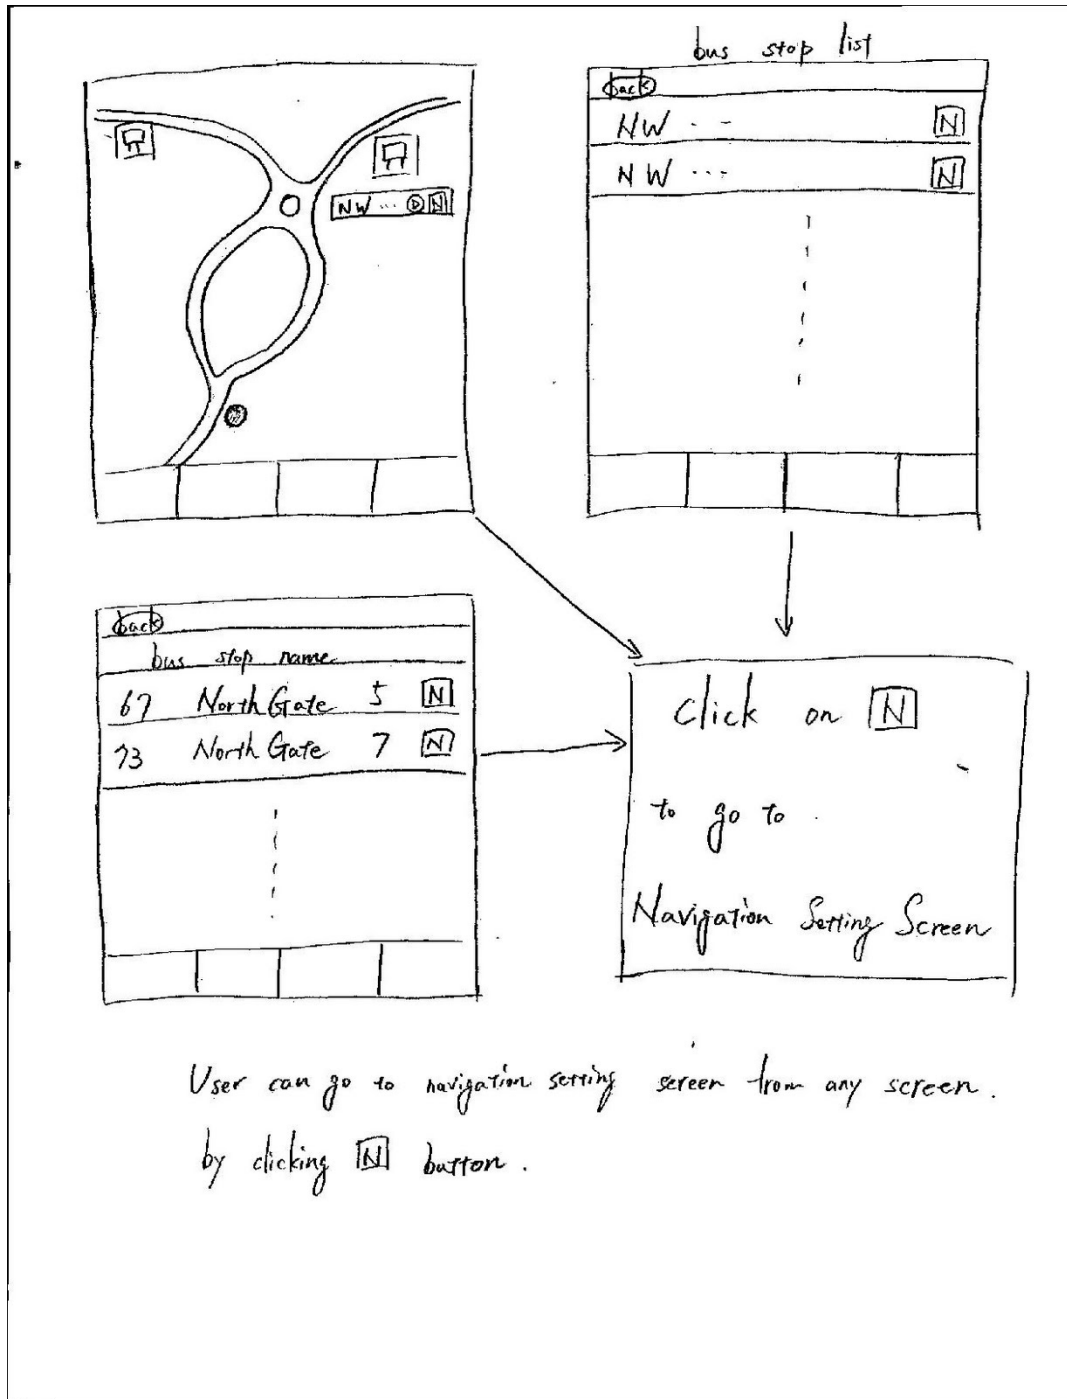 NW ... N
bus stop list
back
NW ... N
NW ... N
back
bus stop name
67 North Gate 5 N
73 North Gate 7 N
Click on N
to go to
Navigation Setting Screen
User can go to navigation setting screen from any screen.
by clicking N button.